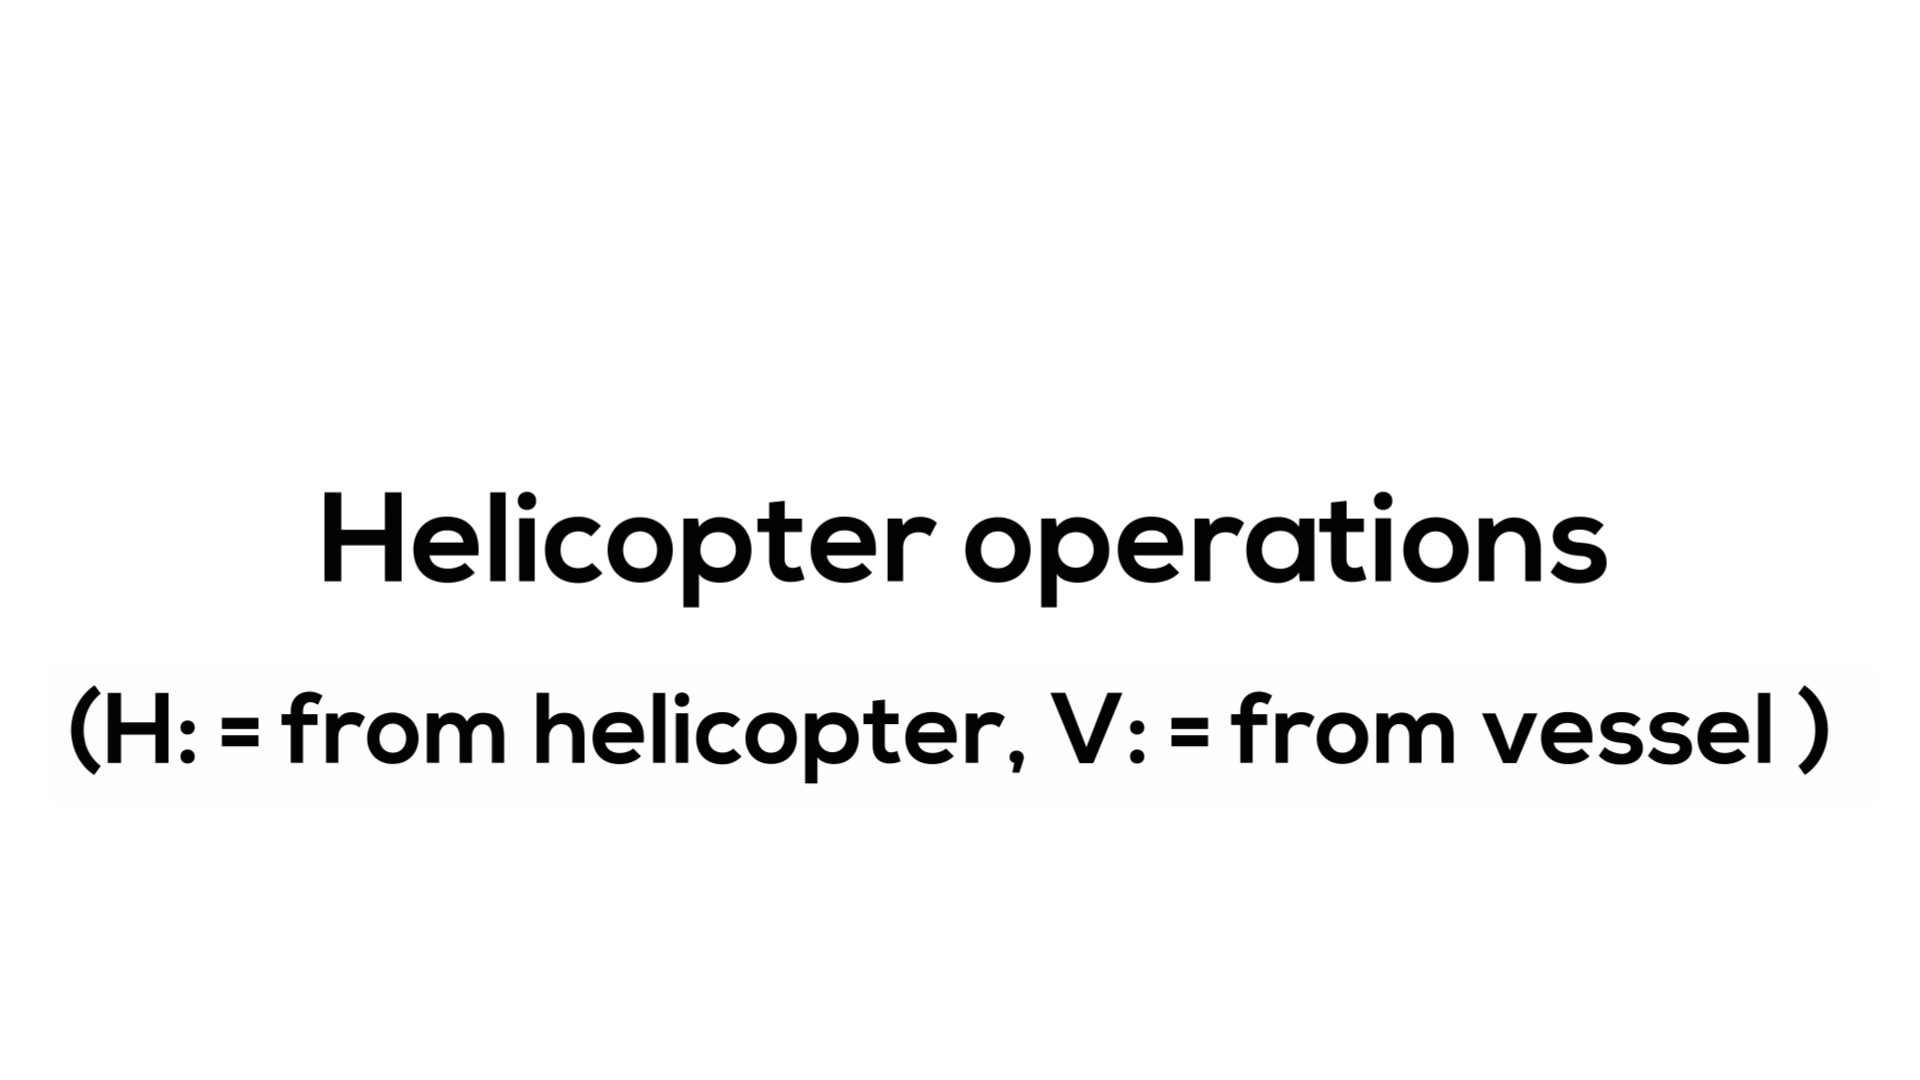 Helicopter operations
(H: = from helicopter, V: = from vessel )